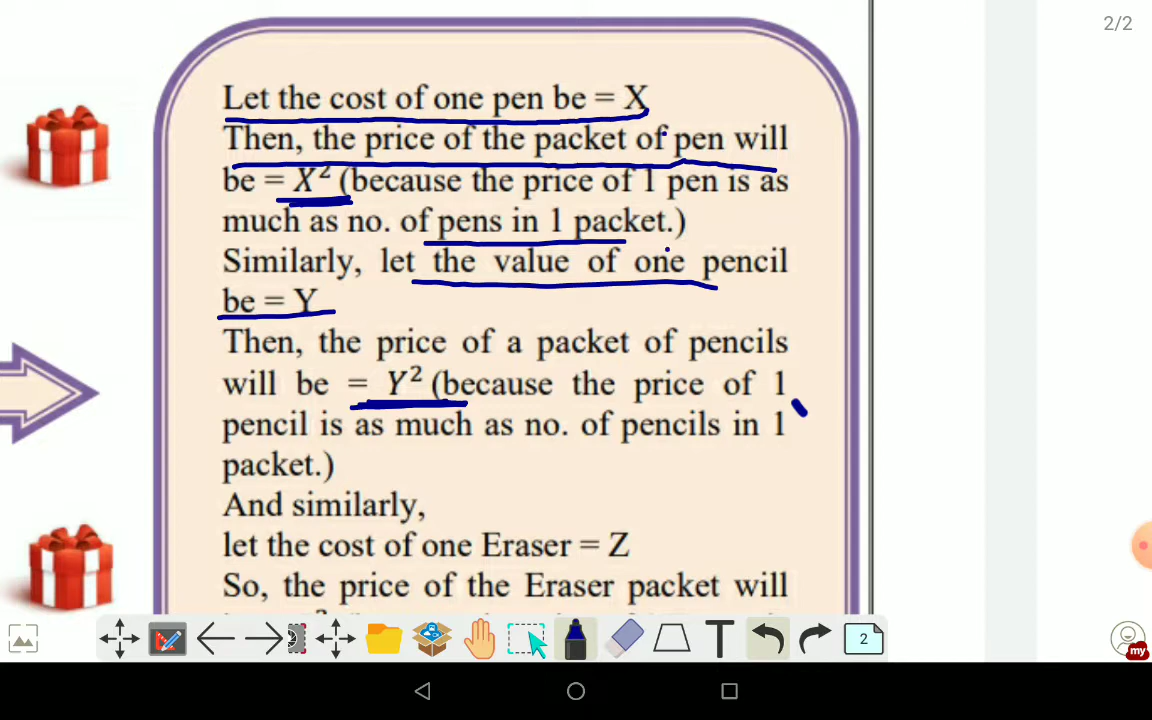 2/2
Let the cost of one pen be = X
Then, the price of the packet of pen will
be = X² (because the price of 1 pen is as
much as no. of pens in 1 packet.)
Similarly, let the value of one pencil
be = Y
Then, the price of a packet of pencils
will be = Y² (because the price of 1
pencil is as much as no. of pencils in 1
packet.)
And similarly,
let the cost of one Eraser = Z
So, the price of the Eraser packet will
T
2
my